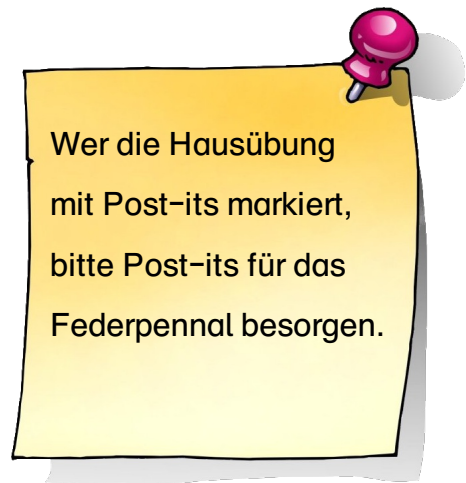 Wer die Hausübung
mit Post-its markiert,
bitte Post-its für das
Federpennal besorgen.